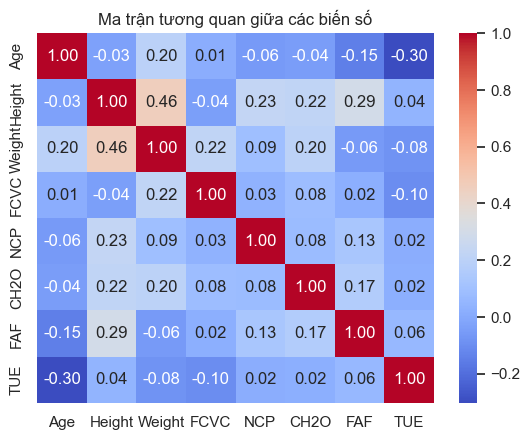 Ma trận tương quan giữa các biến số
Age 1.00 -0.03 0.20 0.01 -0.06 -0.04 -0.15 -0.30
Height -0.03 1.00 0.46 -0.04 0.23 0.22 0.29 0.04
Weight 0.20 0.46 1.00 0.22 0.09 0.20 -0.06 -0.08
FCVC 0.01 -0.04 0.22 1.00 0.03 0.08 0.02 -0.10
NCP -0.06 0.23 0.09 0.03 1.00 0.08 0.13 0.02
CH2O -0.04 0.22 0.20 0.08 0.08 1.00 0.17 0.02
FAF -0.15 0.29 -0.06 0.02 0.13 0.17 1.00 0.06
TUE -0.30 0.04 -0.08 -0.10 0.02 0.02 0.06 1.00
Age Height Weight FCVC NCP CH2O FAF TUE
1.0
0.8
0.6
0.4
0.2
0.0
−0.2